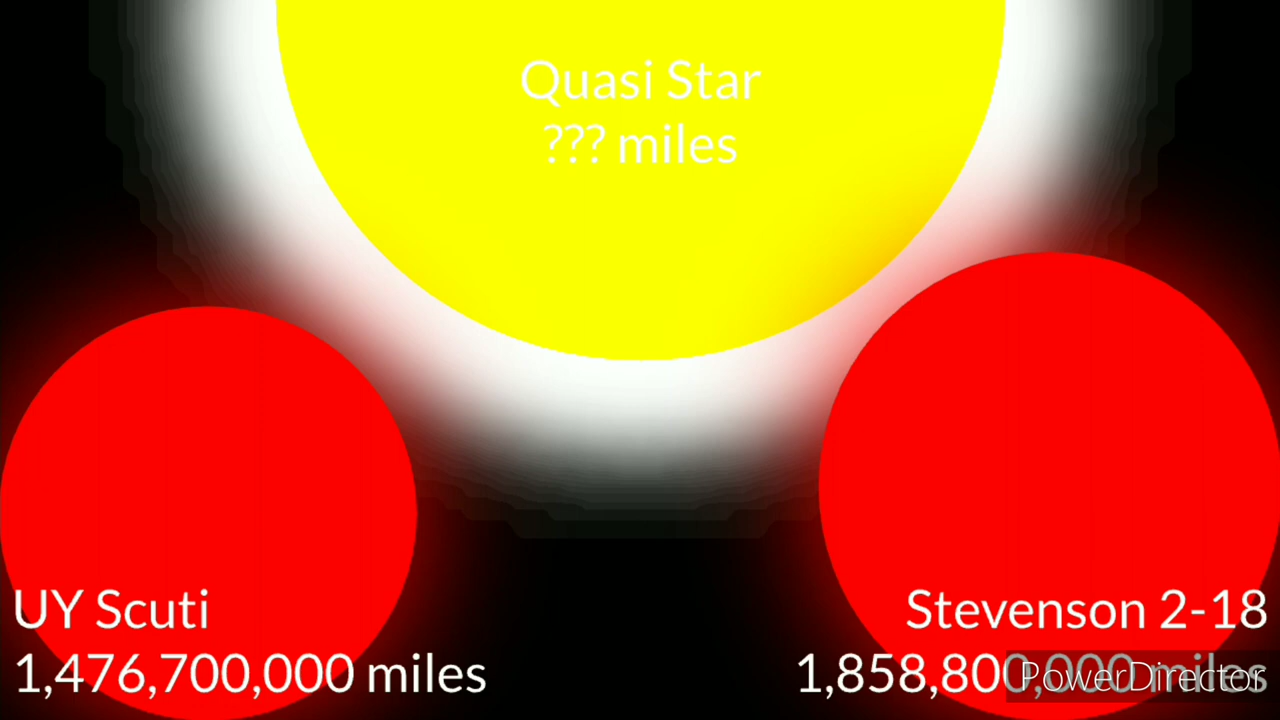 Quasi Star
??? miles
UY Scuti
1,476,700,000 miles
Stevenson 2-18
1,858,800,000 miles
PowerDirector